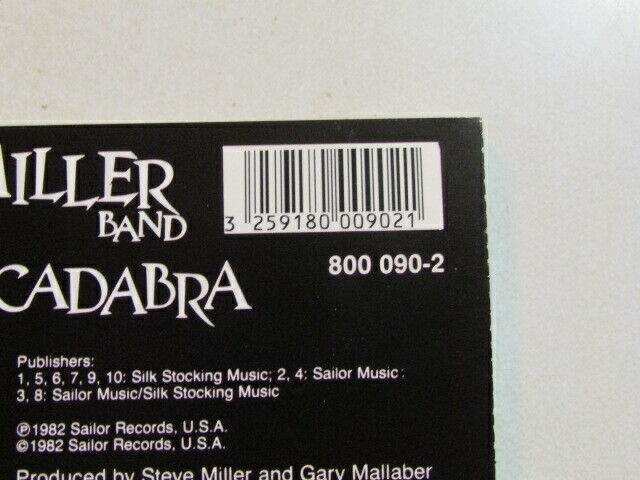 MILLER
BAND
CADABRA
3 259180 009021
800 090-2
Publishers:
1, 5, 6, 7, 9, 10: Silk Stocking Music; 2, 4: Sailor Music;
3, 8: Sailor Music/Silk Stocking Music
℗1982 Sailor Records, U.S.A.
©1982 Sailor Records, U.S.A.
Produced by Steve Miller and Gary Mallaber